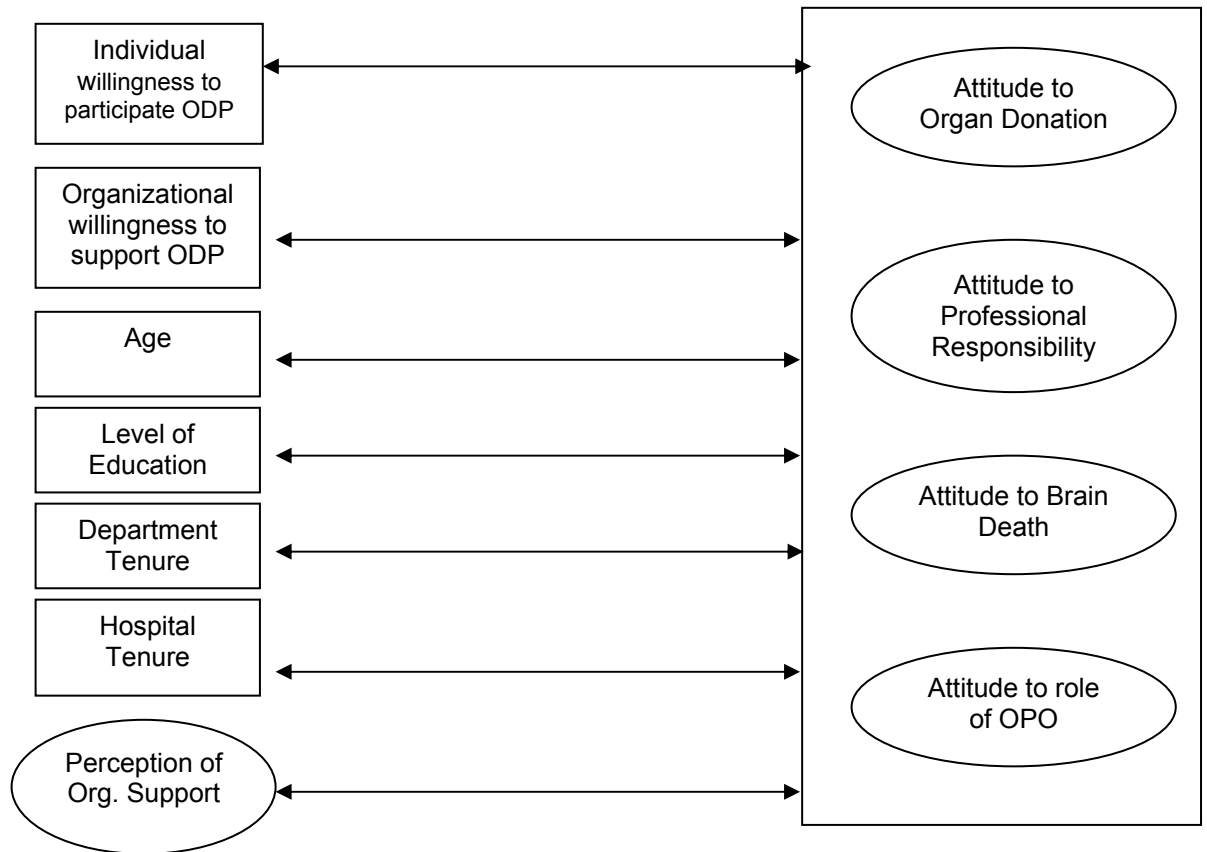 Individual
willingness to
participate ODP
Organizational
willingness to
support ODP
Age
Level of
Education
Department
Tenure
Hospital
Tenure
Perception of
Org. Support
Attitude to
Organ Donation
Attitude to
Professional
Responsibility
Attitude to Brain
Death
Attitude to role
of OPO